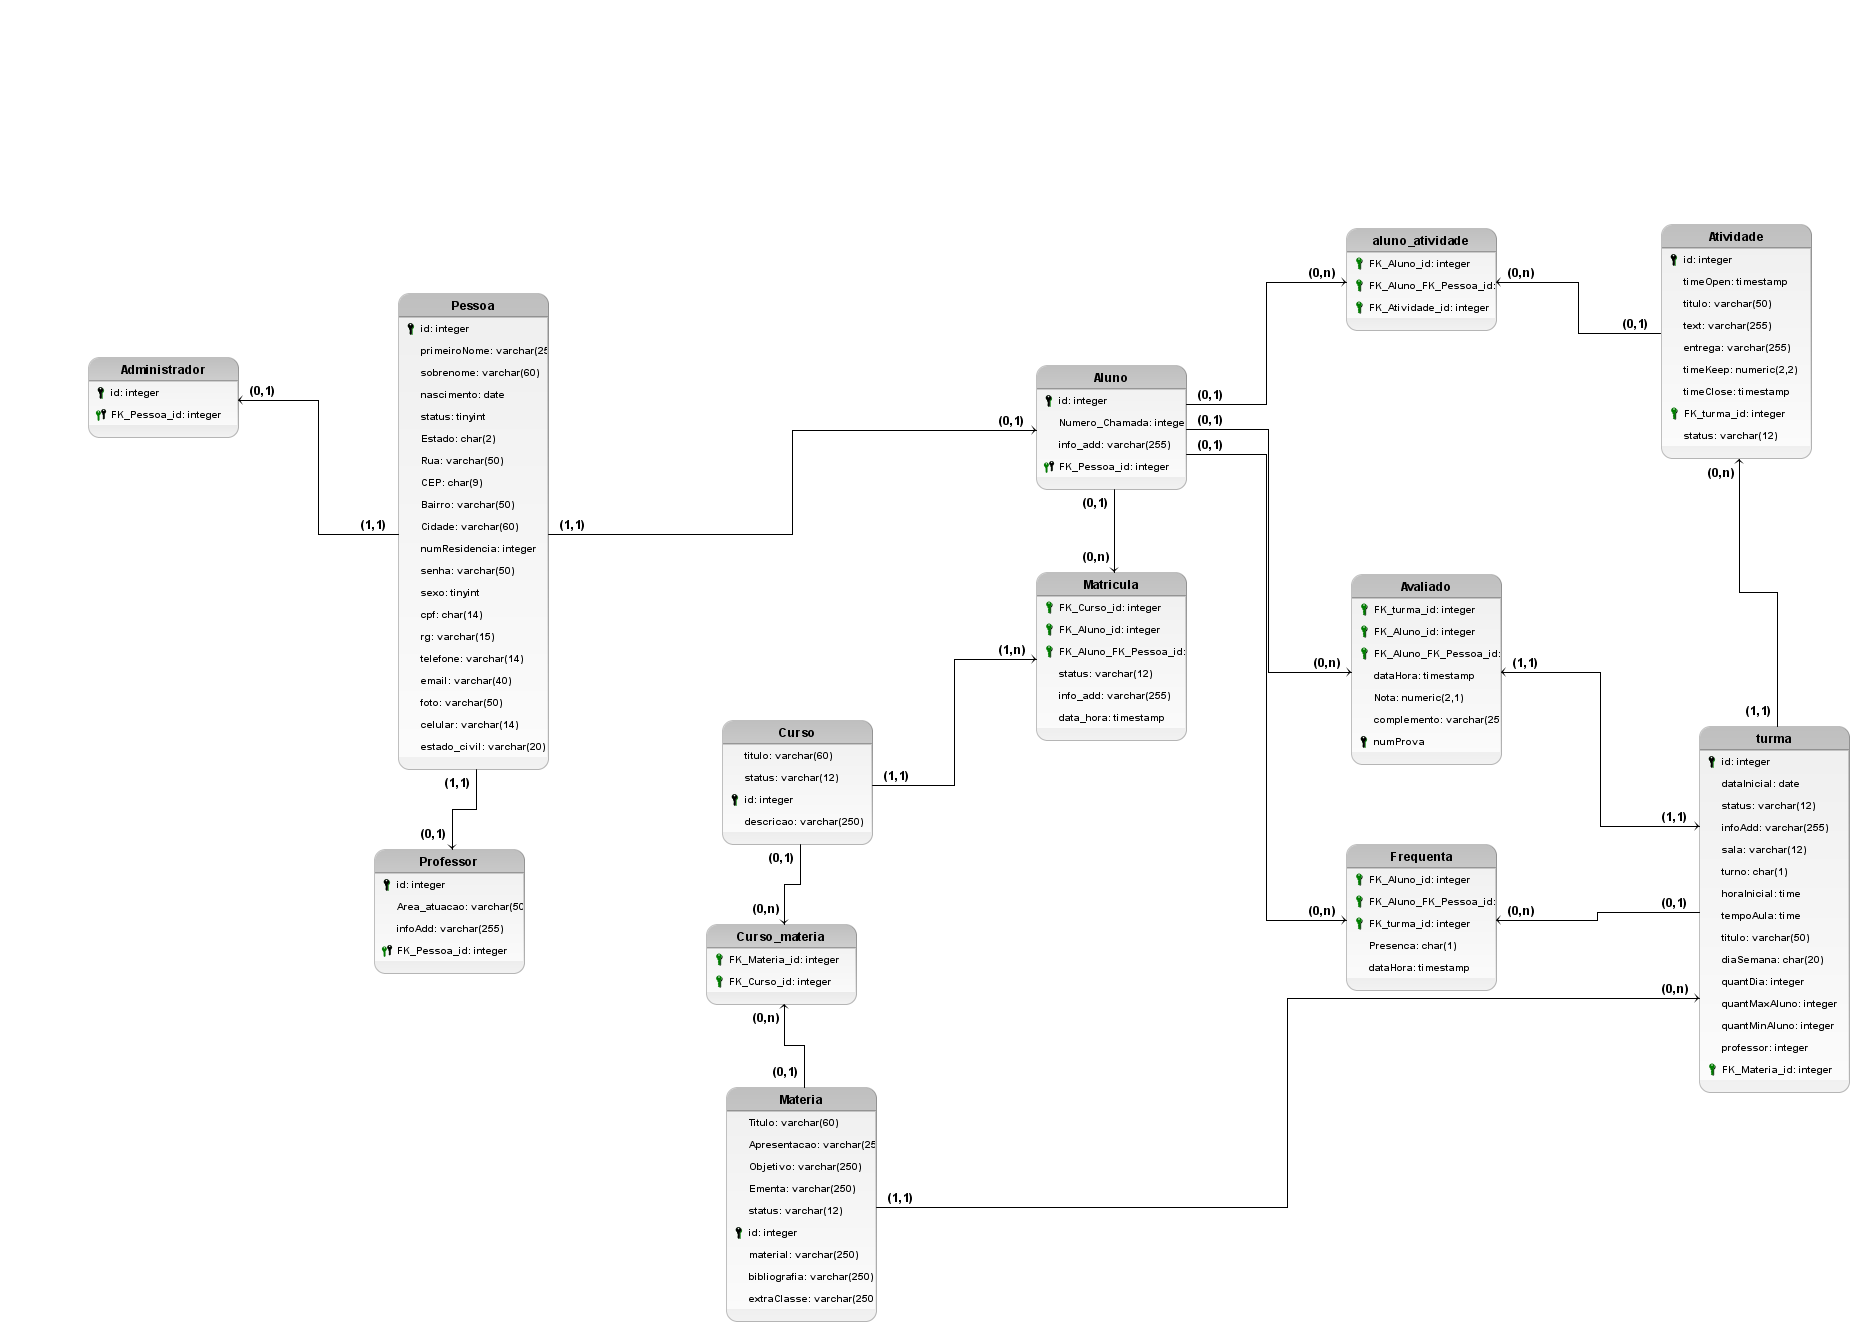 Administrador
id: integer
FK_Pessoa_id: integer
(0,1)
(1,1)
Pessoa
id: integer
primeiroNome: varchar(25
sobrenome: varchar(60)
nascimento: date
status: tinyint
Estado: char(2)
Rua: varchar(50)
CEP: char(9)
Bairro: varchar(50)
Cidade: varchar(60)
numResidencia: integer
senha: varchar(50)
sexo: tinyint
cpf: char(14)
rg: varchar(15)
telefone: varchar(14)
email: varchar(40)
foto: varchar(50)
celular: varchar(14)
estado_civil: varchar(20)
(1,1)
(0,1)
(1,1)
(0,1)
Professor
id: integer
Area_atuacao: varchar(50
infoAdd: varchar(255)
FK_Pessoa_id: integer
Aluno
id: integer
Numero_Chamada: intege
info_add: varchar(255)
FK_Pessoa_id: integer
(0,1)
(0,1)
(0,1)
(0,1)
(0,n)
Matricula
FK_Curso_id: integer
FK_Aluno_id: integer
FK_Aluno_FK_Pessoa_id:
status: varchar(12)
info_add: varchar(255)
data_hora: timestamp
(1,n)
(1,1)
Curso
titulo: varchar(60)
status: varchar(12)
id: integer
descricao: varchar(250)
(0,1)
(0,n)
Curso_materia
FK_Materia_id: integer
FK_Curso_id: integer
(0,n)
(0,1)
Materia
Titulo: varchar(60)
Apresentacao: varchar(25
Objetivo: varchar(250)
Ementa: varchar(250)
status: varchar(12)
id: integer
material: varchar(250)
bibliografia: varchar(250)
extraClasse: varchar(250
(1,1)
(0,n)
aluno_atividade
FK_Aluno_id: integer
FK_Aluno_FK_Pessoa_id:
FK_Atividade_id: integer
(0,n)
(0,n)
(0,1)
Atividade
id: integer
timeOpen: timestamp
titulo: varchar(50)
text: varchar(255)
entrega: varchar(255)
timeKeep: numeric(2,2)
timeClose: timestamp
FK_turma_id: integer
status: varchar(12)
(0,n)
(1,1)
Avaliado
FK_turma_id: integer
FK_Aluno_id: integer
FK_Aluno_FK_Pessoa_id:
dataHora: timestamp
Nota: numeric(2,1)
complemento: varchar(25
numProva
(0,n)
(1,1)
(1,1)
Frequenta
FK_Aluno_id: integer
FK_Aluno_FK_Pessoa_id:
FK_turma_id: integer
Presenca: char(1)
dataHora: timestamp
(0,n)
(0,n)
(0,1)
turma
id: integer
dataInicial: date
status: varchar(12)
infoAdd: varchar(255)
sala: varchar(12)
turno: char(1)
horaInicial: time
tempoAula: time
titulo: varchar(50)
diaSemana: char(20)
quantDia: integer
quantMaxAluno: integer
quantMinAluno: integer
professor: integer
FK_Materia_id: integer